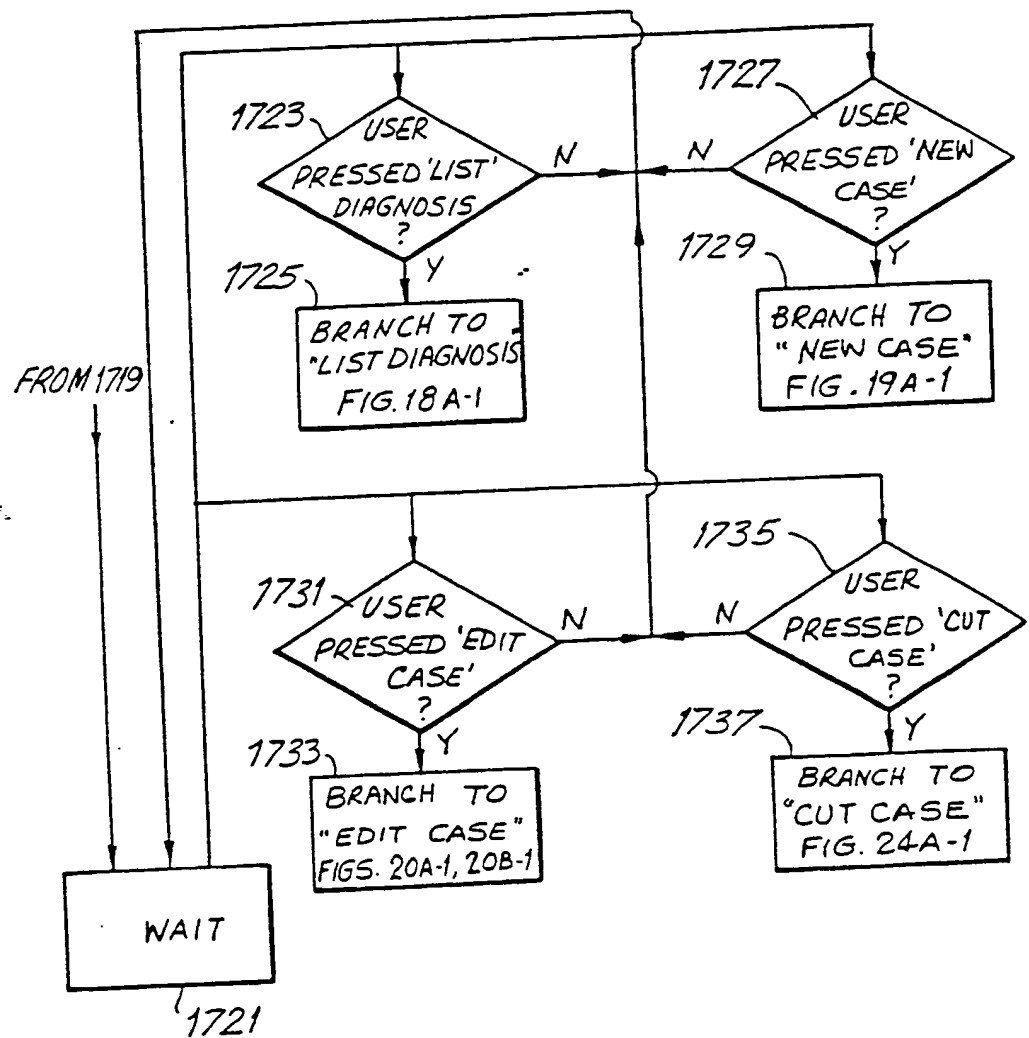 1723
USER
PRESSED 'LIST'
DIAGNOSIS
?
N
Y
1725
BRANCH TO
"LIST DIAGNOSIS"
FIG. 18A-1
1727
USER
PRESSED 'NEW
CASE'
?
N
Y
1729
BRANCH TO
"NEW CASE"
FIG. 19A-1
FROM 1719
1731
USER
PRESSED 'EDIT
CASE'
?
N
Y
1733
BRANCH TO
"EDIT CASE"
FIGS. 20A-1, 20B-1
1735
USER
PRESSED 'CUT
CASE'
?
N
Y
1737
BRANCH TO
"CUT CASE"
FIG. 24A-1
WAIT
1721